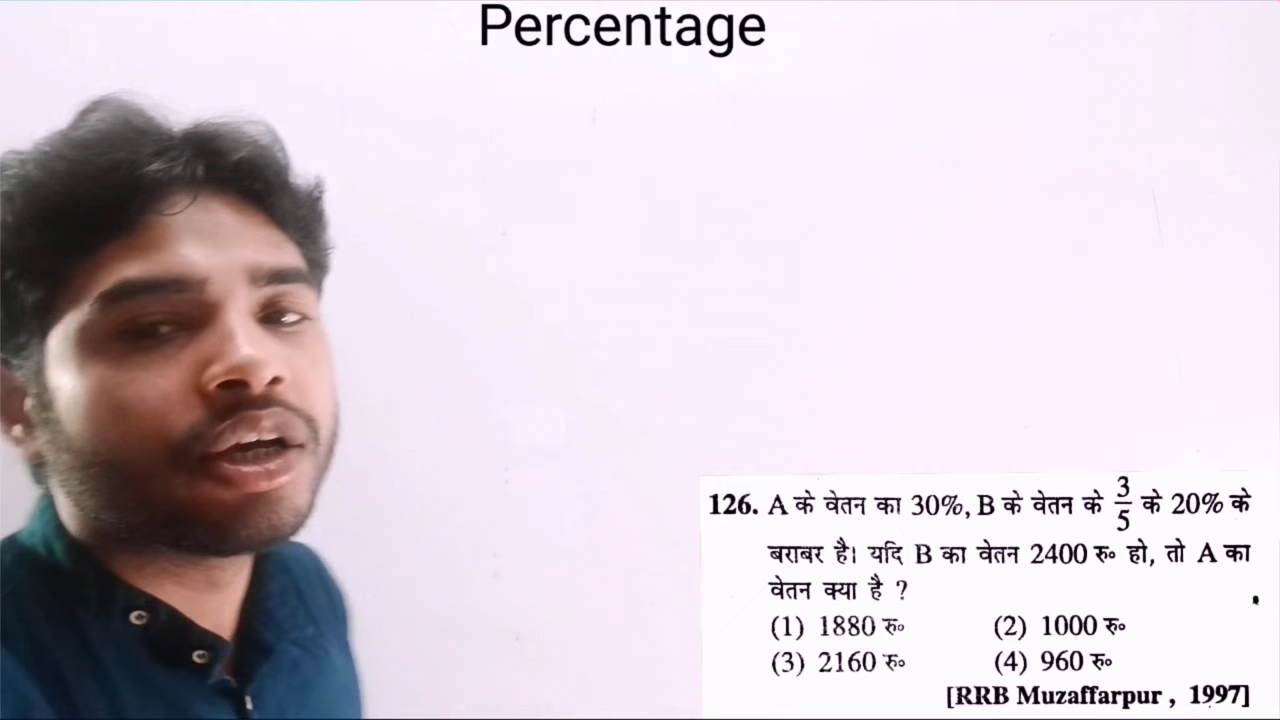 Percentage
126. A के वेतन का 30%, B के वेतन के 3/5 के 20% के
बराबर है। यदि B का वेतन 2400 रु० हो, तो A का
वेतन क्या है ?
(1) 1880 रु० (2) 1000 रु०
(3) 2160 रु० (4) 960 रु०
[RRB Muzaffarpur , 1997]